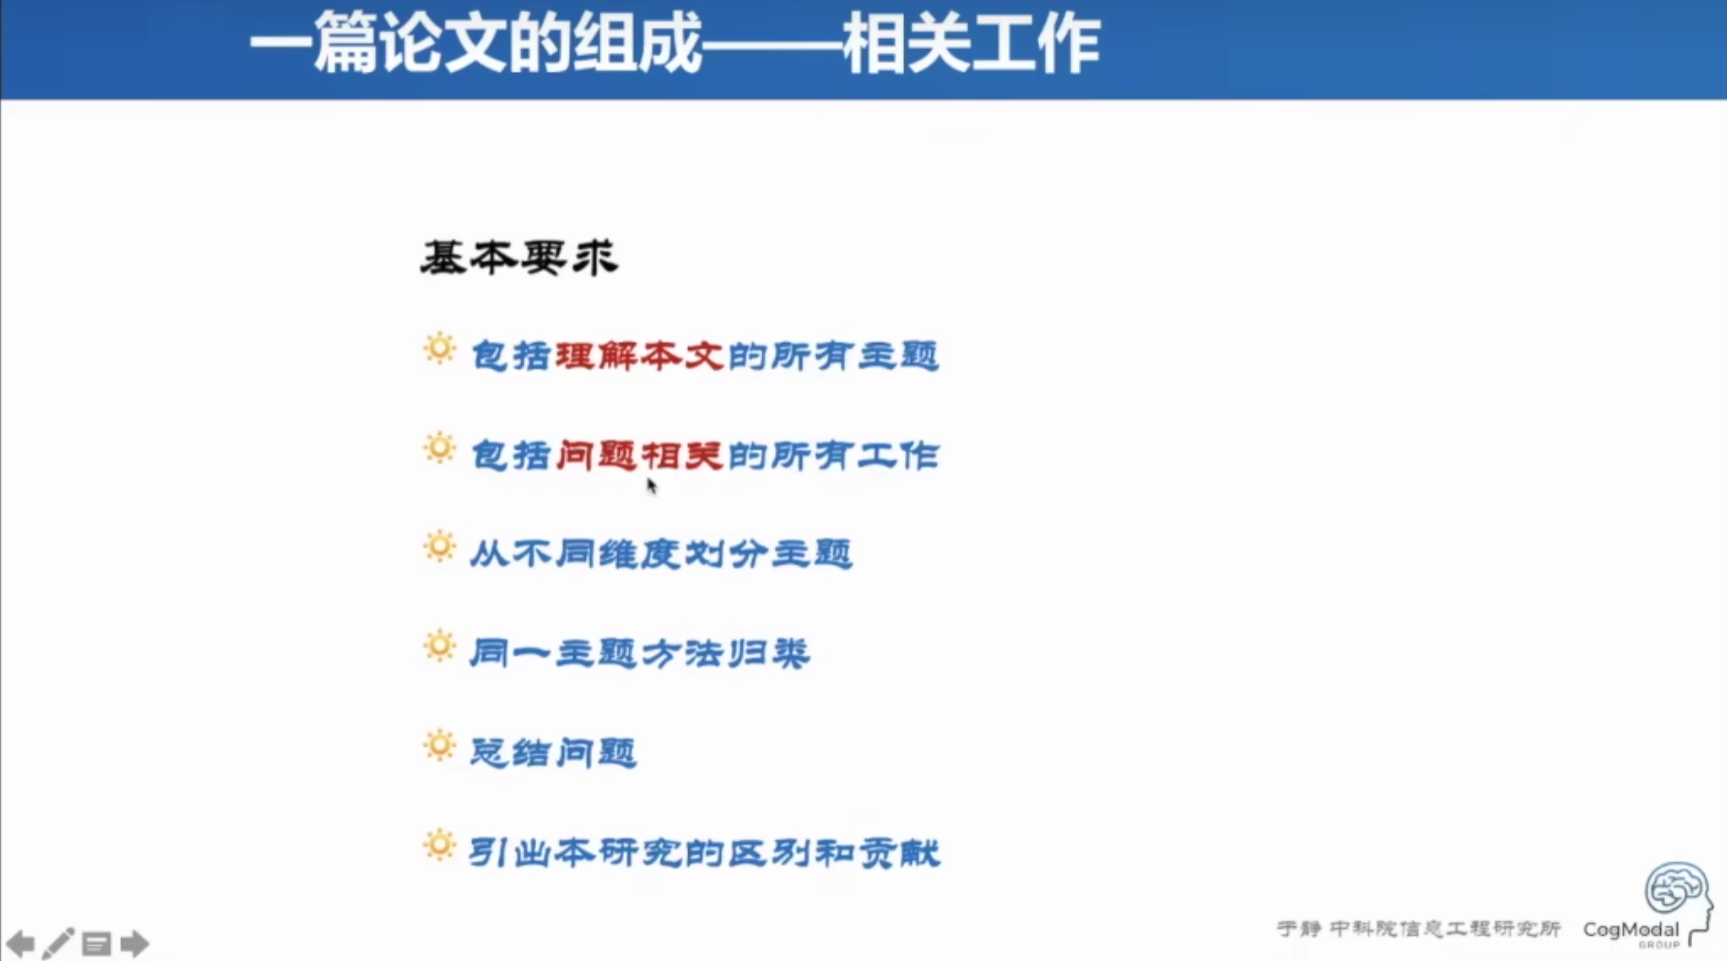 一篇论文的组成——相关工作
基本要求
包括理解本文的所有主题
包括问题相关的所有工作
从不同维度划分主题
同一主题方法归类
总结问题
引出本研究的区别和贡献
于静 中科院信息工程研究所
CogModal
GROUP